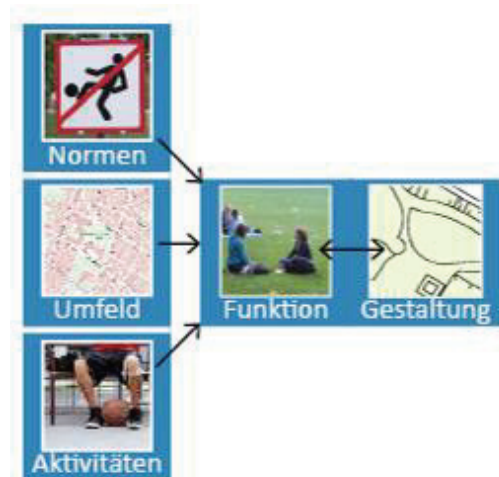 Normen
Umfeld
Funktion
Gestaltung
Aktivitäten